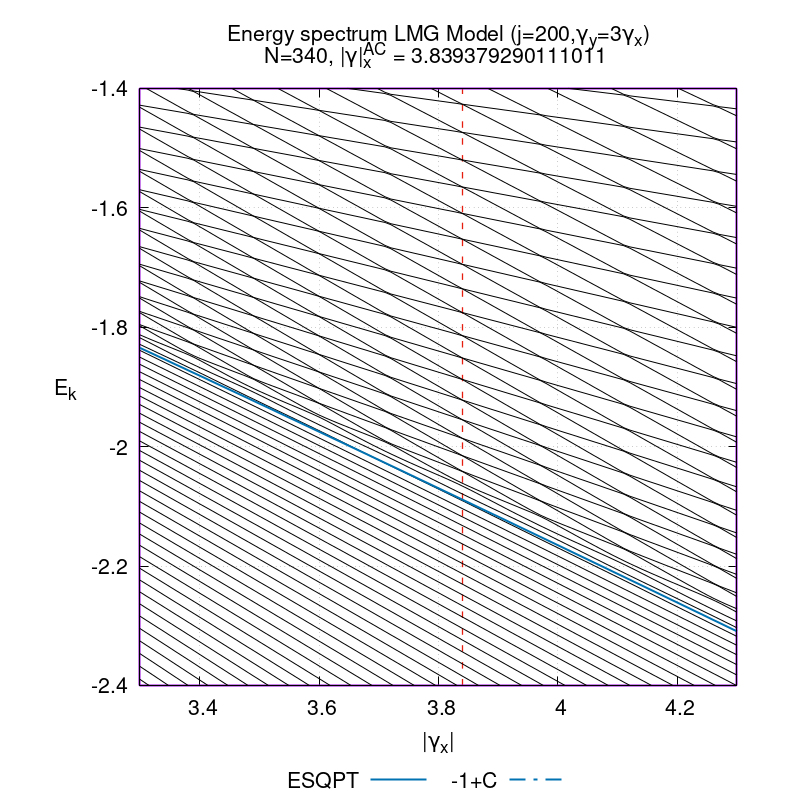 Energy spectrum LMG Model (j=200,γy=3γx)
N=340, |γ|xAC = 3.839379290111011
-1.4
-1.6
-1.8
-2
-2.2
-2.4
Ek
3.4 3.6 3.8 4 4.2
|γx|
ESQPT -1+C